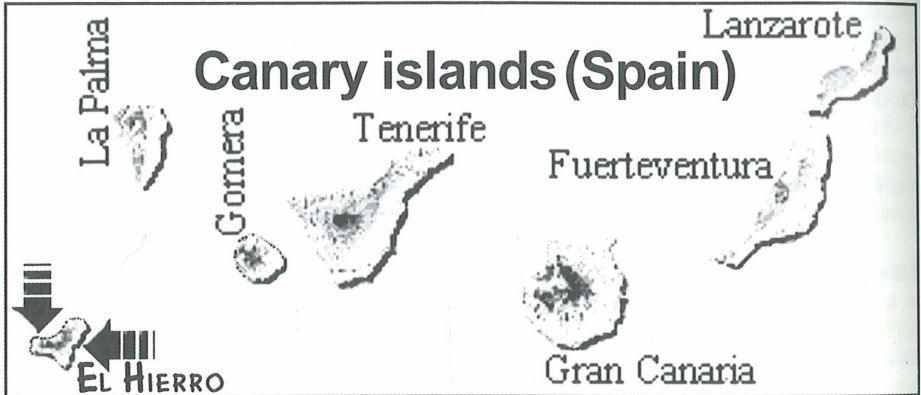 Lanzarote
Canary islands (Spain)
La Palma
Tenerife
Gomera
Fuerteventura
EL HIERRO
Gran Canaria